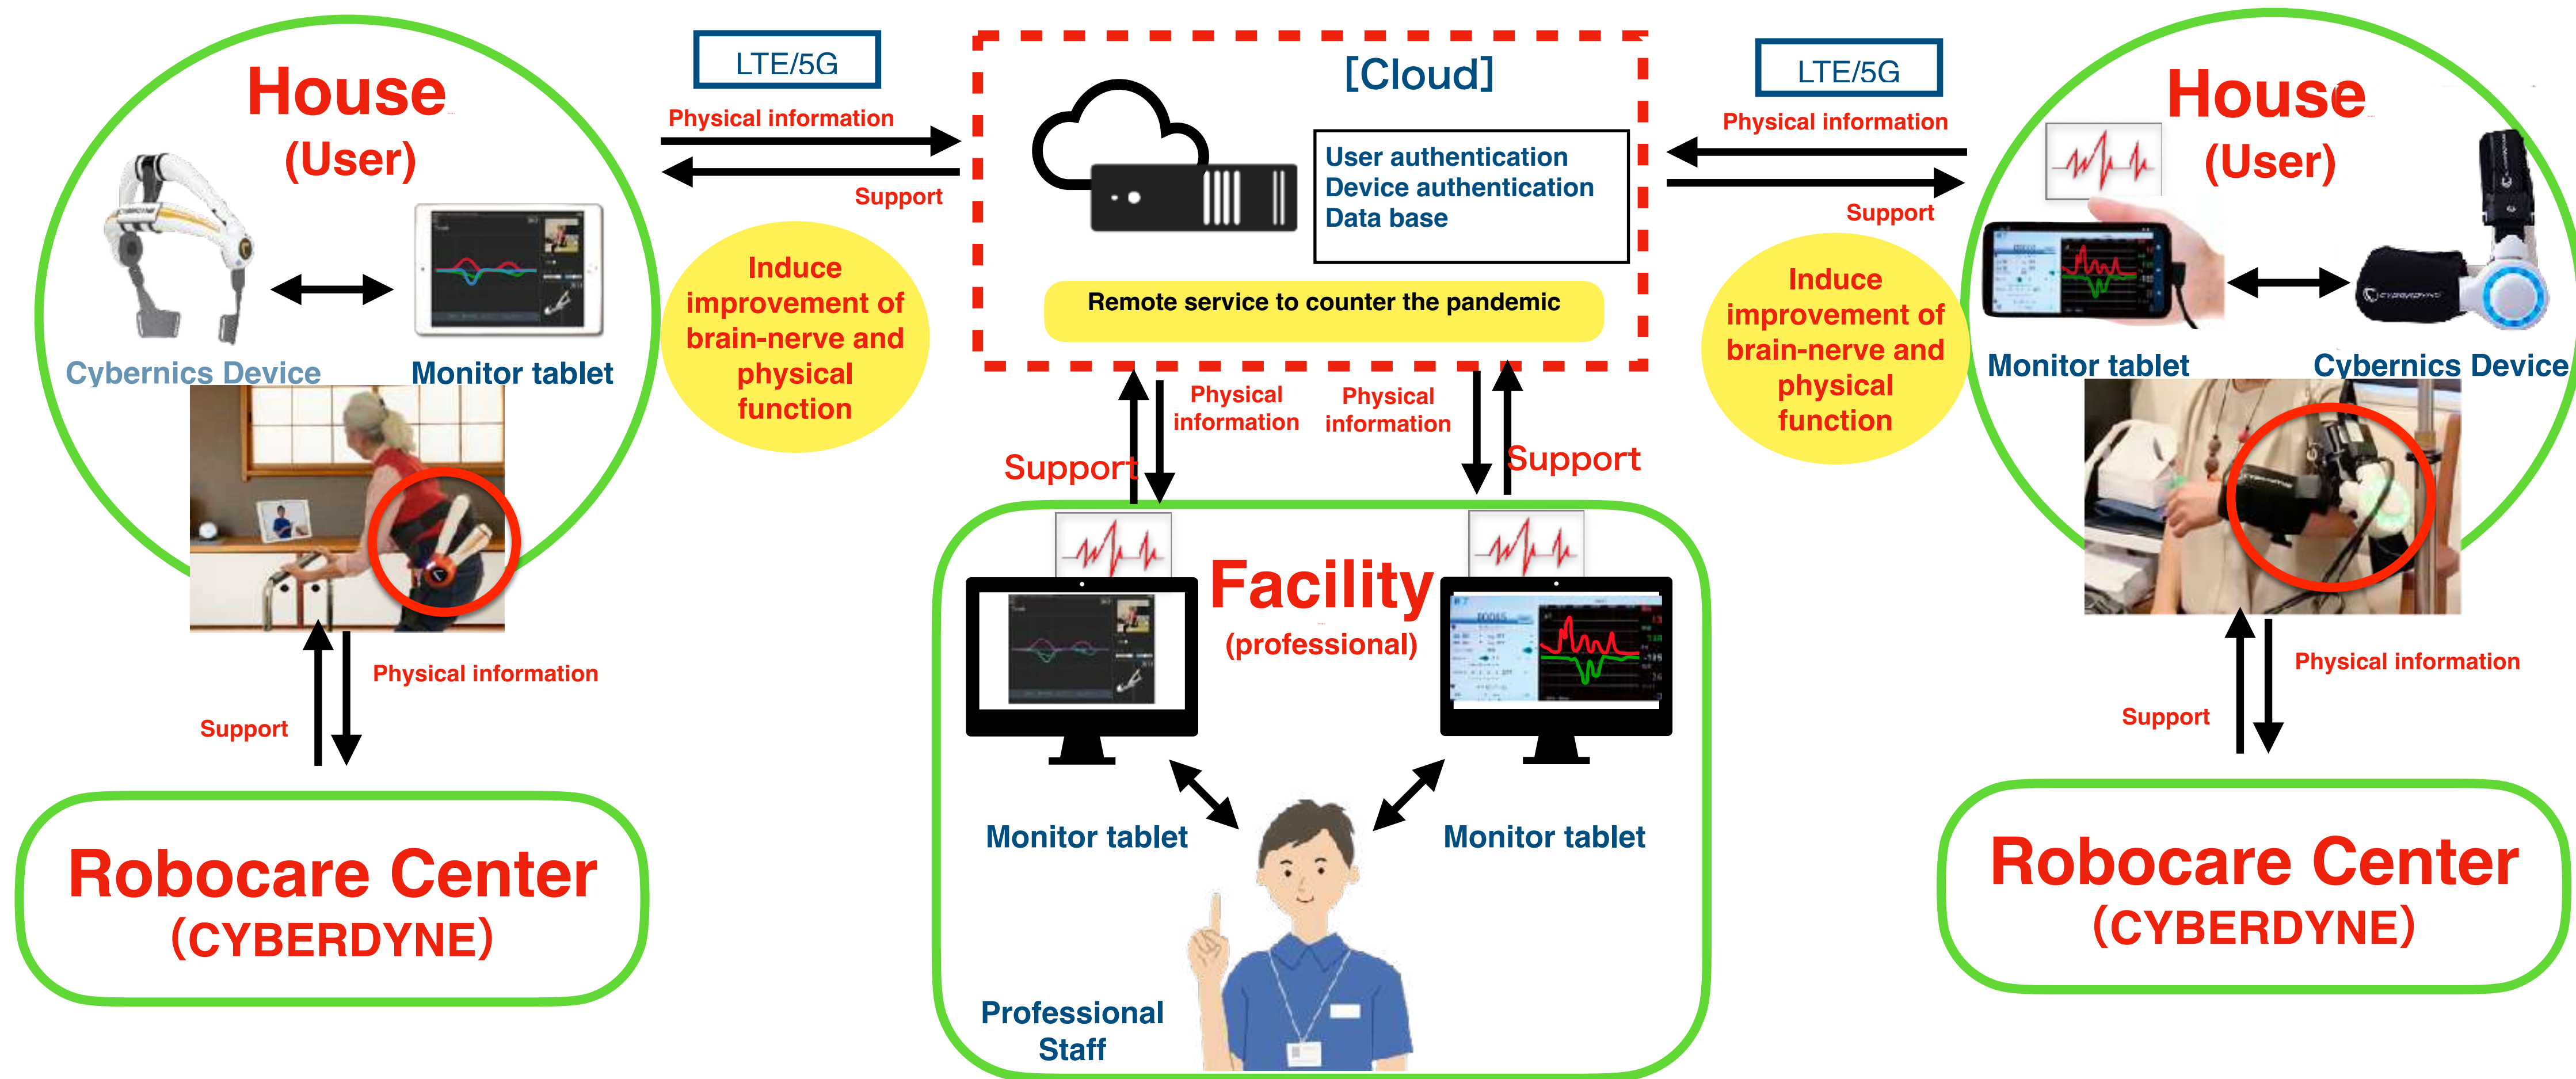 House
(User)
CYBERDYNE
Cybernics Device
Monitor tablet
Physical information
Support
Robocare Center
(CYBERDYNE)
LTE/5G
Physical information
Support
Induce
improvement of
brain-nerve and
physical
function
[Cloud]
User authentication
Device authentication
Data base
Remote service to counter the pandemic
Physical
information
Physical
information
Support
Support
Facility
(professional)
Monitor tablet
Monitor tablet
Professional
Staff
LTE/5G
Physical information
Support
Induce
improvement of
brain-nerve and
physical
function
House
(User)
CYBERDYNE
Monitor tablet
Cybernics Device
CYBERDYNE
Physical information
Support
Robocare Center
(CYBERDYNE)